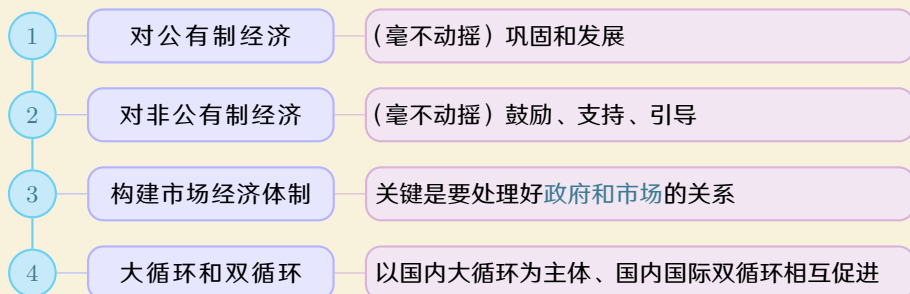 1 对公有制经济 (毫不动摇) 巩固和发展
2 对非公有制经济 (毫不动摇) 鼓励、支持、引导
3 构建市场经济体制 关键是要处理好政府和市场的关系
4 大循环和双循环 以国内大循环为主体、国内国际双循环相互促进